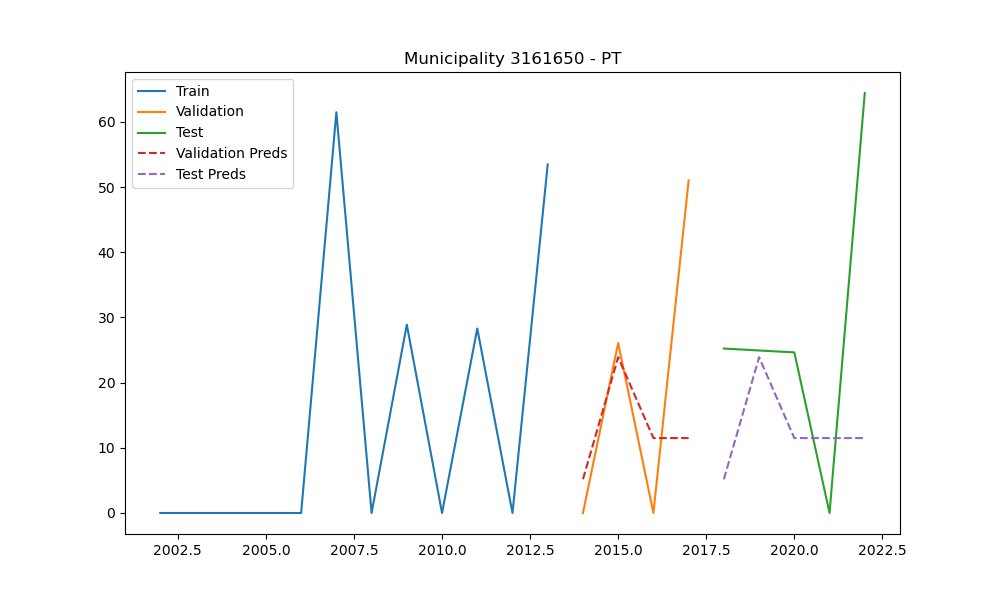 Municipality 3161650 - PT
Train
Validation
Test
Validation Preds
Test Preds
60
50
40
30
20
10
0
2002.5 2005.0 2007.5 2010.0 2012.5 2015.0 2017.5 2020.0 2022.5